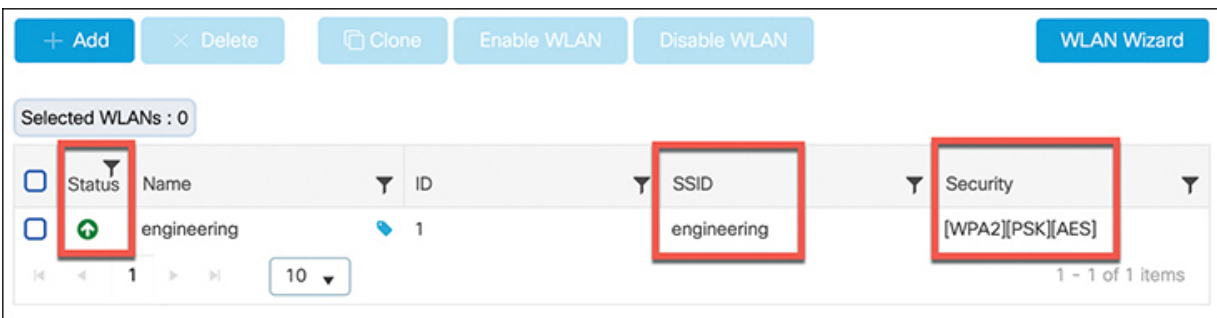 + Add × Delete Clone Enable WLAN Disable WLAN WLAN Wizard
Selected WLANs : 0
Status Name ID SSID Security
engineering 1 engineering [WPA2][PSK][AES]
1 10 1 - 1 of 1 items